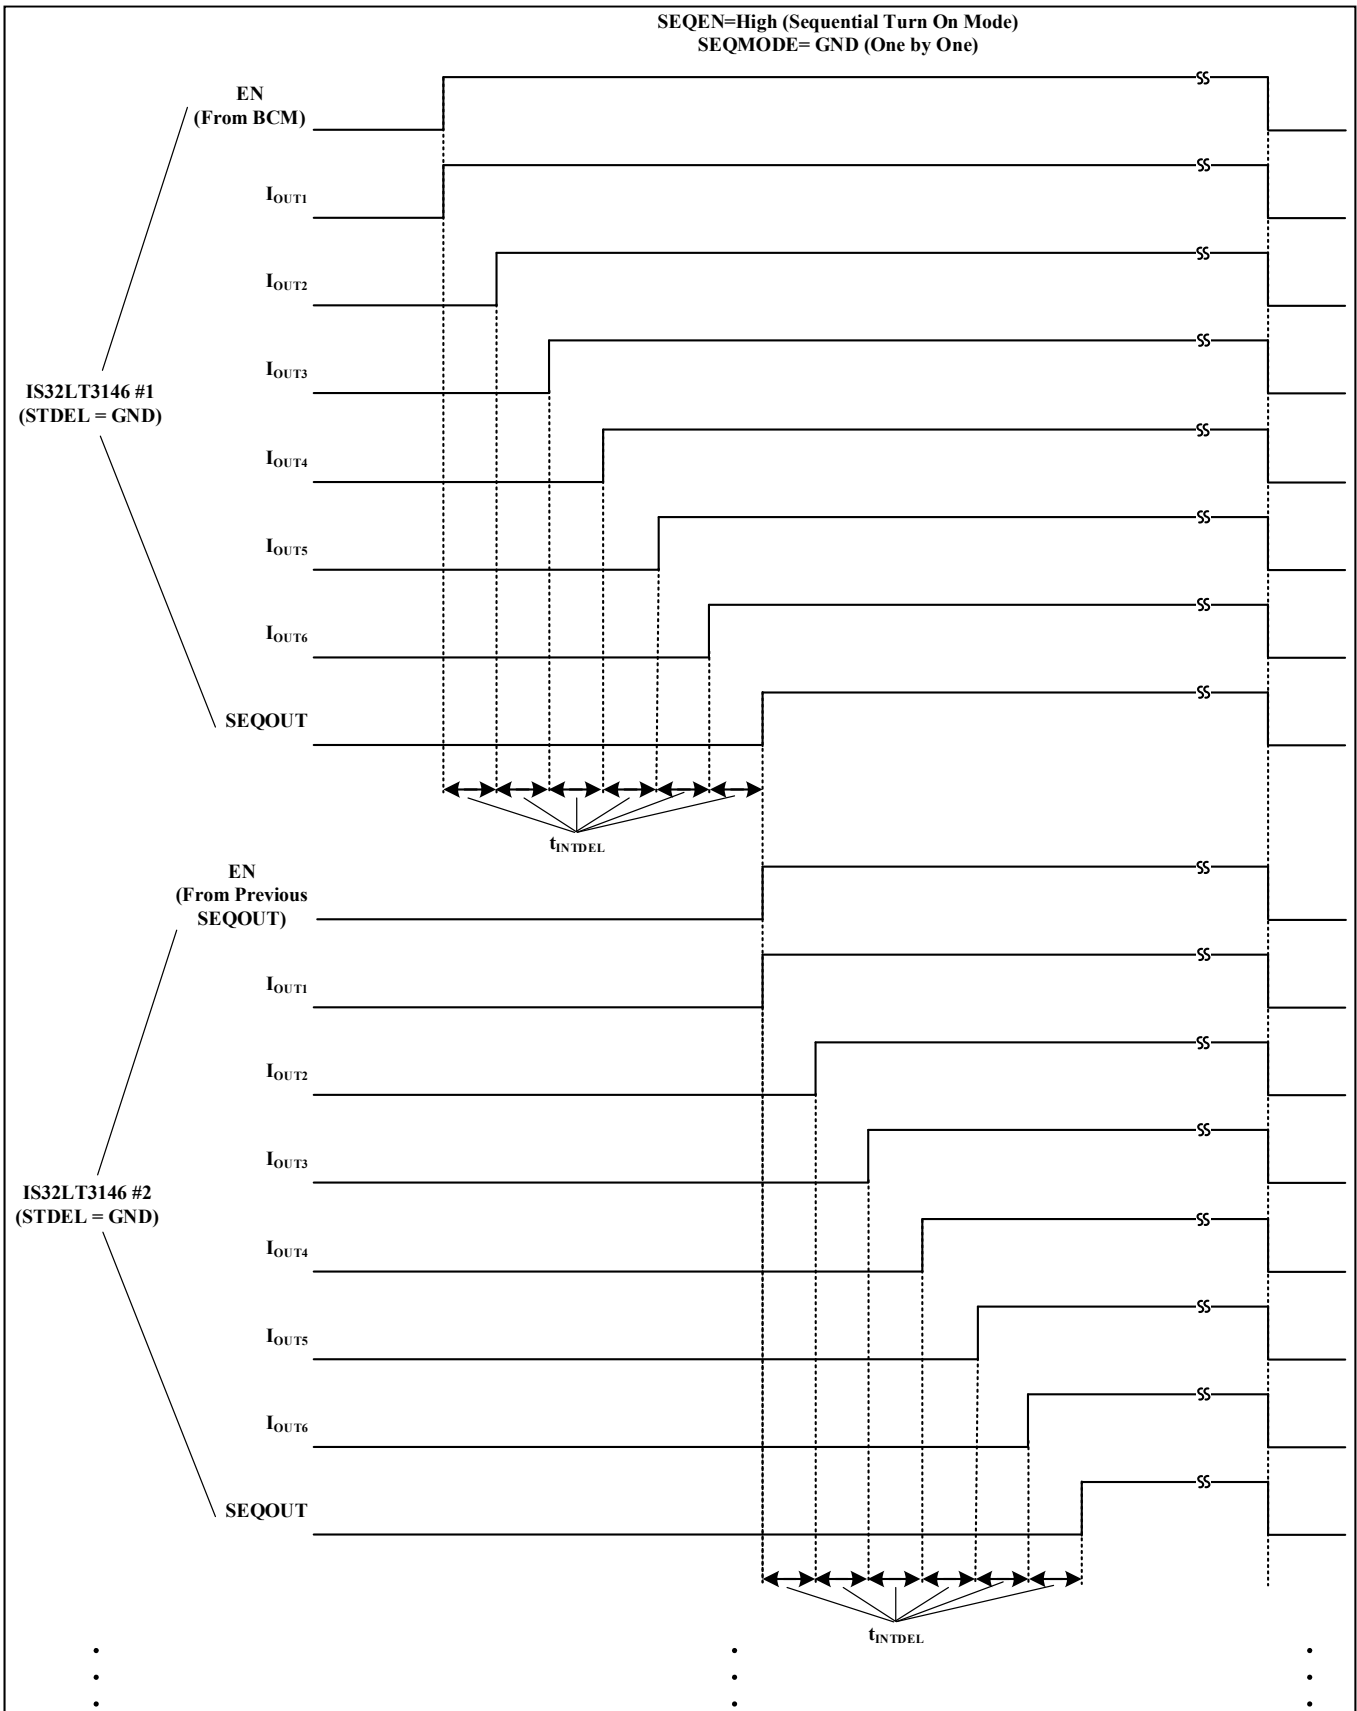 SEQEN=High (Sequential Turn On Mode)
SEQMODE= GND (One by One)
EN
(From BCM)
IOUT1
IOUT2
IOUT3
IS32LT3146 #1
(STDEL = GND)
IOUT4
IOUT5
IOUT6
SEQOUT
tINTDEL
EN
(From Previous
SEQOUT)
IOUT1
IOUT2
IOUT3
IS32LT3146 #2
(STDEL = GND)
IOUT4
IOUT5
IOUT6
SEQOUT
tINTDEL